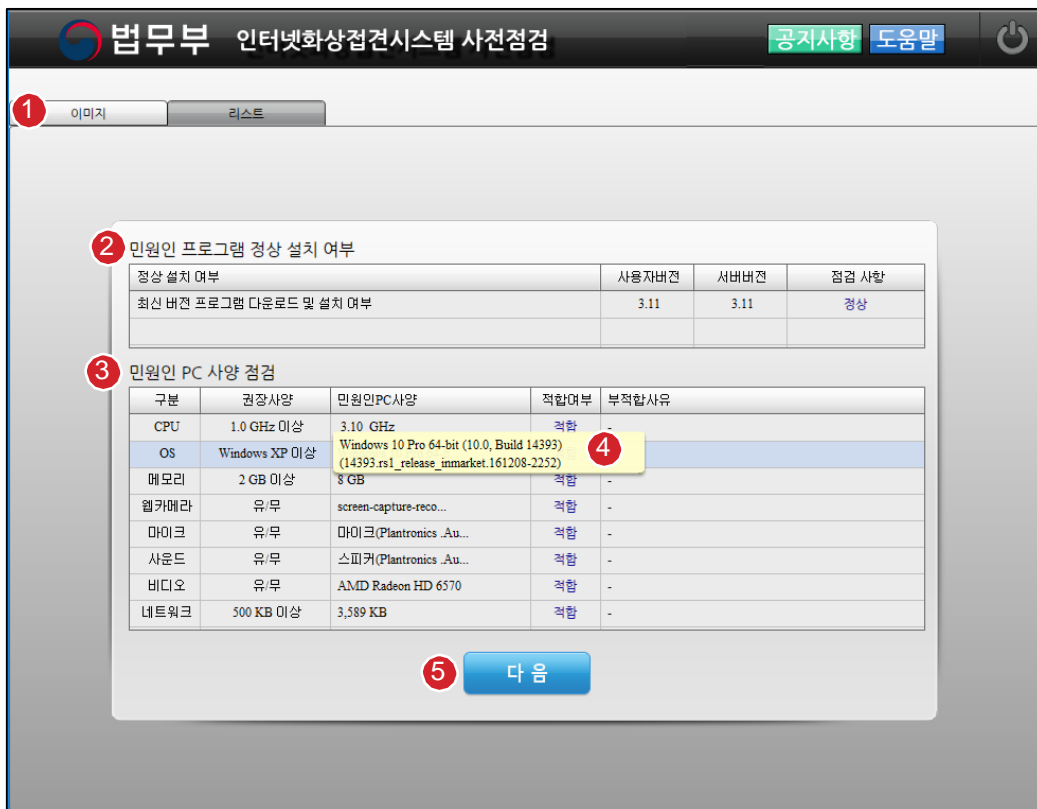 법무부 인터넷화상접견시스템 사전점검 공지사항 도움말
1 이미지 리스트
2 민원인 프로그램 정상 설치 여부
정상 설치 여부 사용자버전 서버버전 점검 사항
최신 버전 프로그램 다운로드 및 설치 여부 3.11 3.11 정상
3 민원인 PC 사양 점검
구분 권장사양 민원인PC사양 적합여부 부적합사유
CPU 1.0 GHz 이상 3.10 GHz 적합 -
OS Windows XP 이상 Windows 10 Pro 64-bit (10.0, Build 14393) 4
(14393.rs1_release_inmarket.161208-2252)
메모리 2 GB 이상 8 GB 적합 -
웹카메라 유/무 screen-capture-reco... 적합 -
마이크 유/무 마이크(Plantronics .Au... 적합 -
사운드 유/무 스피커(Plantronics .Au... 적합 -
비디오 유/무 AMD Radeon HD 6570 적합 -
네트워크 500 KB 이상 3,589 KB 적합 -
5 다 음